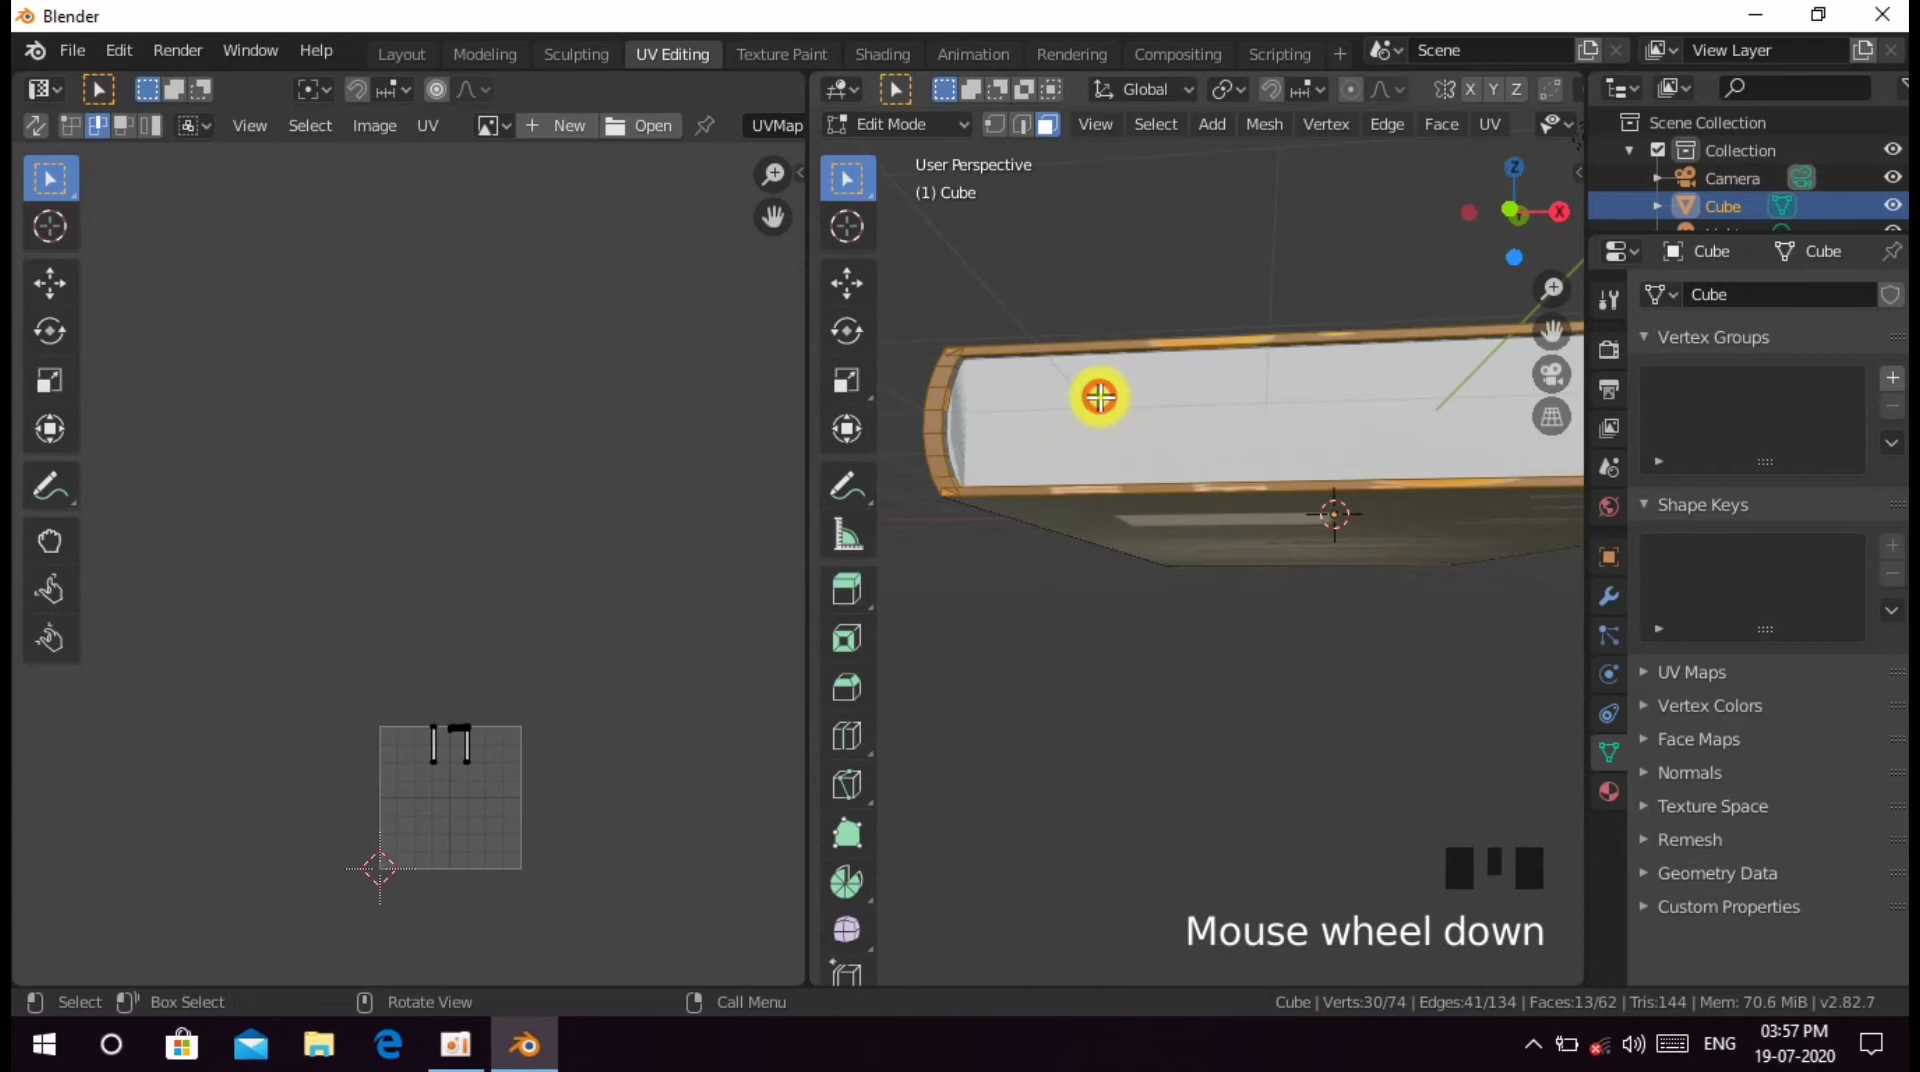 Blender
File Edit Render Window Help
Layout Modeling Sculpting UV Editing Texture Paint Shading Animation Rendering Compositing Scripting +
Scene
View Layer
Global
X Y Z
View Select Image UV
+ New Open
UVMap
Edit Mode
View Select Add Mesh Vertex Edge Face UV
User Perspective
(1) Cube
Z
X
Mouse wheel down
Scene Collection
Collection
Camera
Cube
Cube Cube
Cube
Vertex Groups
Shape Keys
UV Maps
Vertex Colors
Face Maps
Normals
Texture Space
Remesh
Geometry Data
Custom Properties
Select Box Select Rotate View Call Menu
Cube | Verts:30/74 | Edges:41/134 | Faces:13/62 | Tris:144 | Mem: 70.6 MiB | v2.82.7
ENG
03:57 PM
19-07-2020